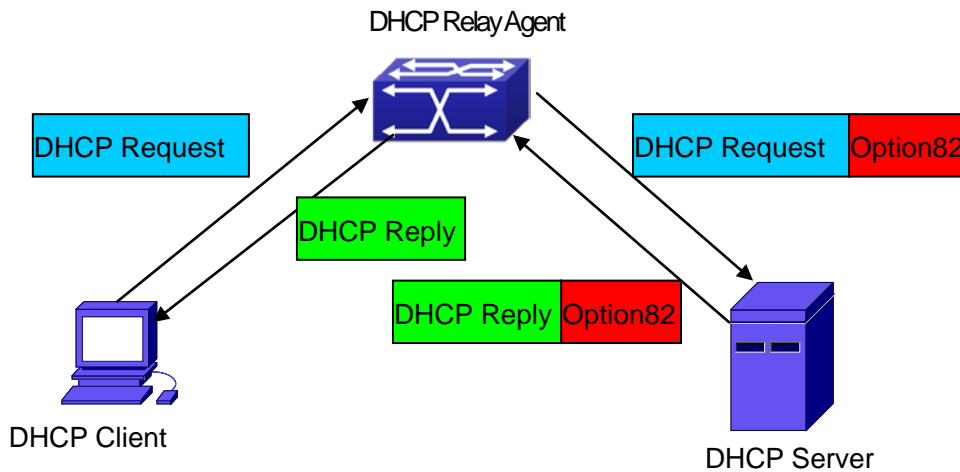 DHCP Relay Agent
DHCP Request
DHCP Request Option82
DHCP Reply
DHCP Reply Option82
DHCP Client
DHCP Server